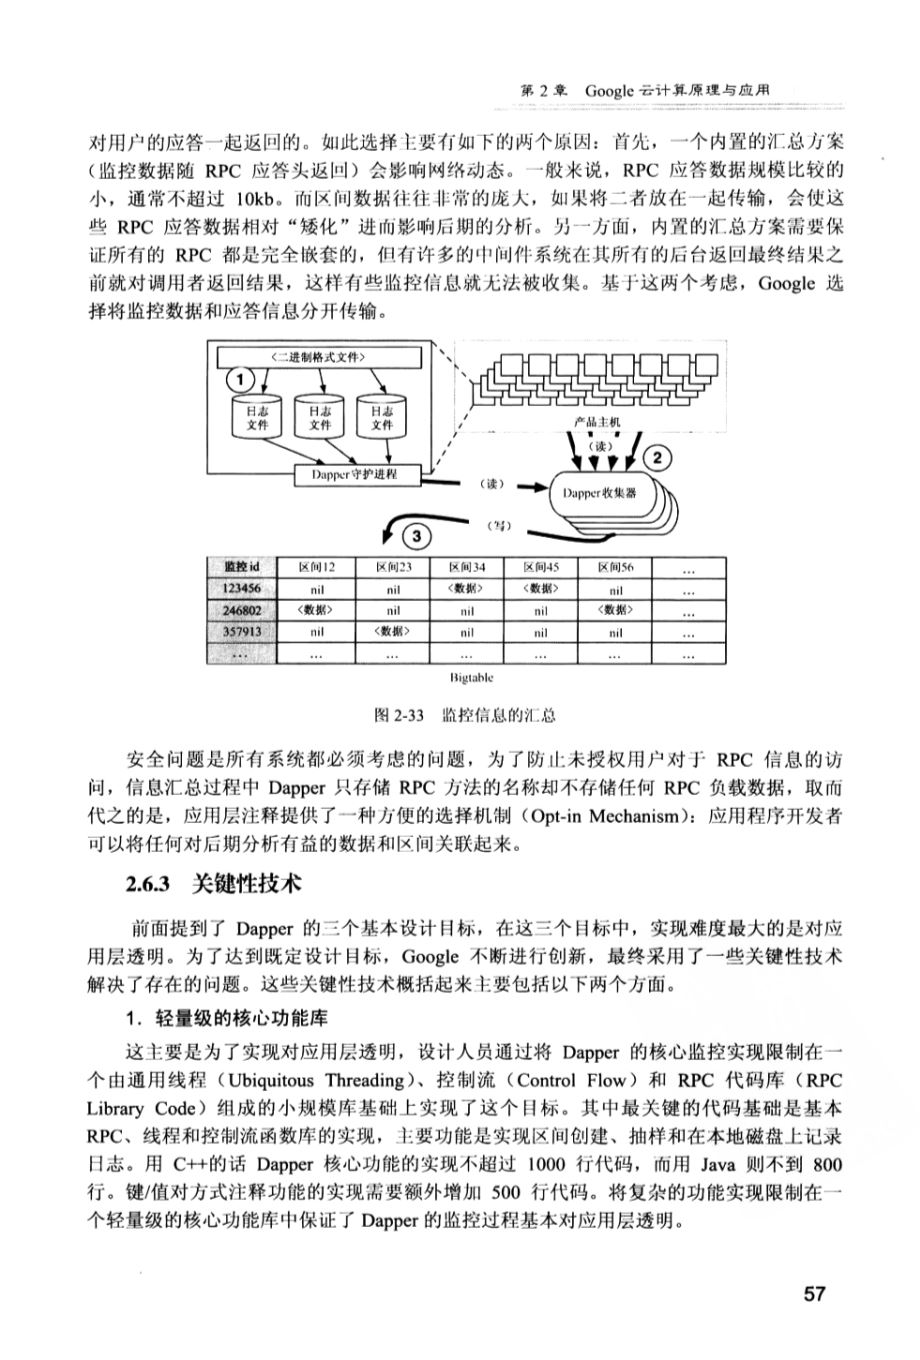 第 2 章 Google 云计算原理与应用
对用户的应答一起返回的。如此选择主要有如下的两个原因：首先，一个内置的汇总方案
（监控数据随 RPC 应答头返回）会影响网络动态。一般来说，RPC 应答数据规模比较的
小，通常不超过 10kb。而区间数据往往非常的庞大，如果将二者放在一起传输，会使这
些 RPC 应答数据相对“矮化”进而影响后期的分析。另一方面，内置的汇总方案需要保
证所有的 RPC 都是完全嵌套的，但有许多的中间件系统在其所有的后台返回最终结果之
前就对调用者返回结果，这样有些监控信息就无法被收集。基于这两个考虑，Google 选
择将监控数据和应答信息分开传输。
〈二进制格式文件〉
1
日志 日志 日志
文件 文件 文件
产品主机
（读）
2
Dapper守护进程
（读）
Dapper收集器
（写）
3
监控 id 区间12 区间23 区间34 区间45 区间56 …
123456 nil nil 〈数据〉 〈数据〉 nil …
246802 〈数据〉 nil nil nil 〈数据〉 …
357913 nil 〈数据〉 nil nil nil …
… … … … … … …
Bigtable
图 2-33 监控信息的汇总
安全问题是所有系统都必须考虑的问题，为了防止未授权用户对于 RPC 信息的访
问，信息汇总过程中 Dapper 只存储 RPC 方法的名称却不存储任何 RPC 负载数据，取而
代之的是，应用层注释提供了一种方便的选择机制（Opt-in Mechanism）：应用程序开发者
可以将任何对后期分析有益的数据和区间关联起来。
2.6.3 关键性技术
前面提到了 Dapper 的三个基本设计目标，在这三个目标中，实现难度最大的是对应
用层透明。为了达到既定设计目标，Google 不断进行创新，最终采用了一些关键性技术
解决了存在的问题。这些关键性技术概括起来主要包括以下两个方面。
1．轻量级的核心功能库
这主要是为了实现对应用层透明，设计人员通过将 Dapper 的核心监控实现限制在一
个由通用线程（Ubiquitous Threading）、控制流（Control Flow）和 RPC 代码库（RPC
Library Code）组成的小规模库基础上实现了这个目标。其中最关键的代码基础是基本
RPC、线程和控制流函数库的实现，主要功能是实现区间创建、抽样和在本地磁盘上记录
日志。用 C++的话 Dapper 核心功能的实现不超过 1000 行代码，而用 Java 则不到 800
行。键/值对方式注释功能的实现需要额外增加 500 行代码。将复杂的功能实现限制在一
个轻量级的核心功能库中保证了 Dapper 的监控过程基本对应用层透明。
57